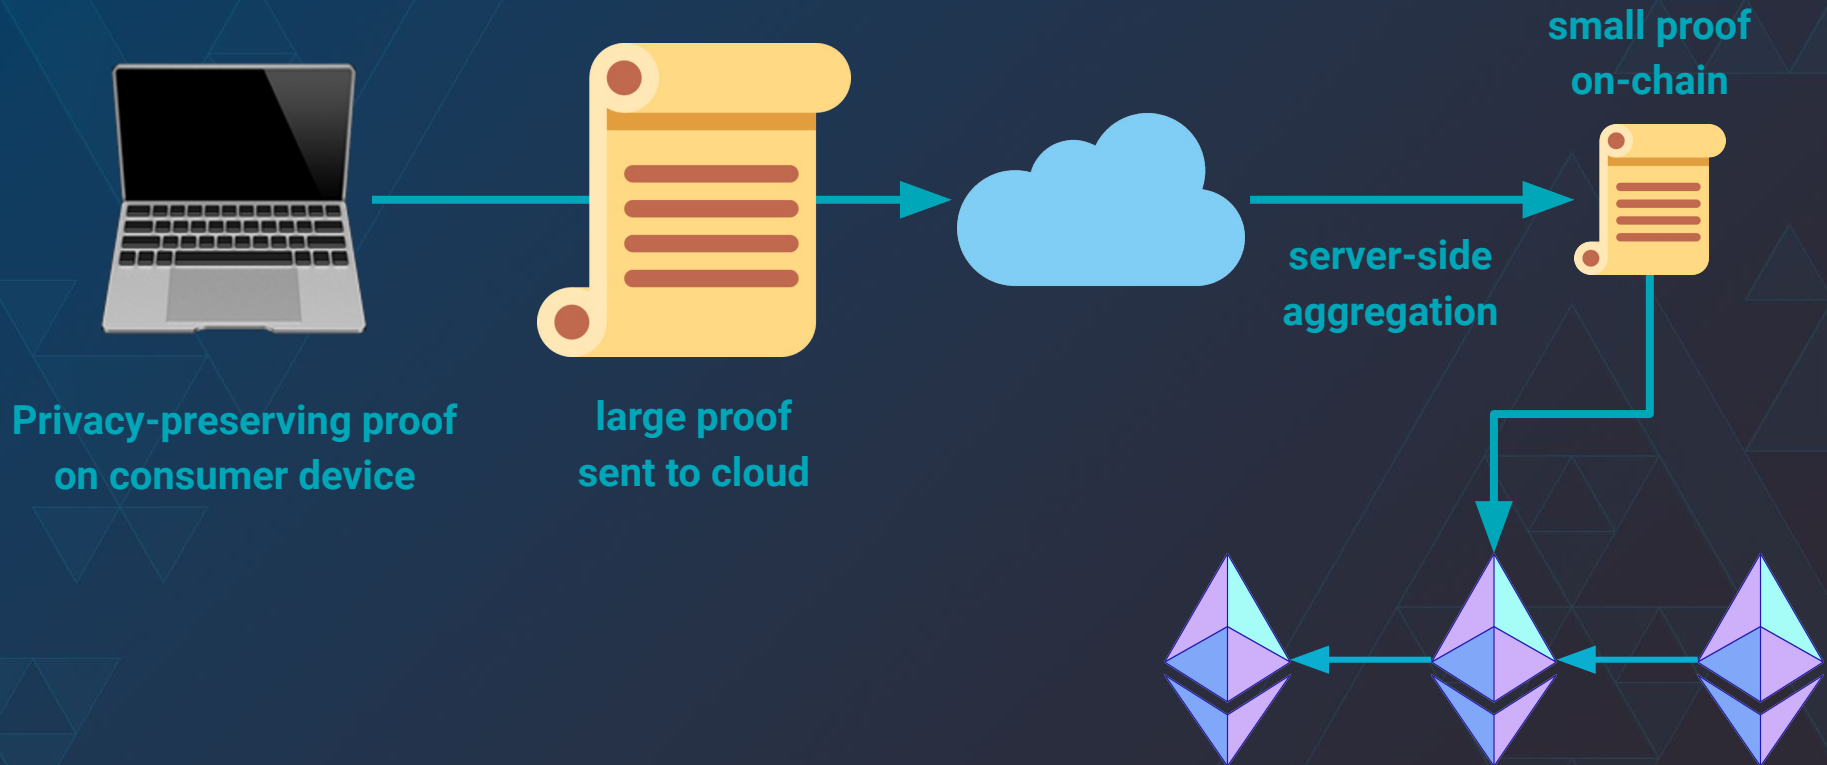 Privacy-preserving proof
on consumer device
large proof
sent to cloud
server-side
aggregation
small proof
on-chain